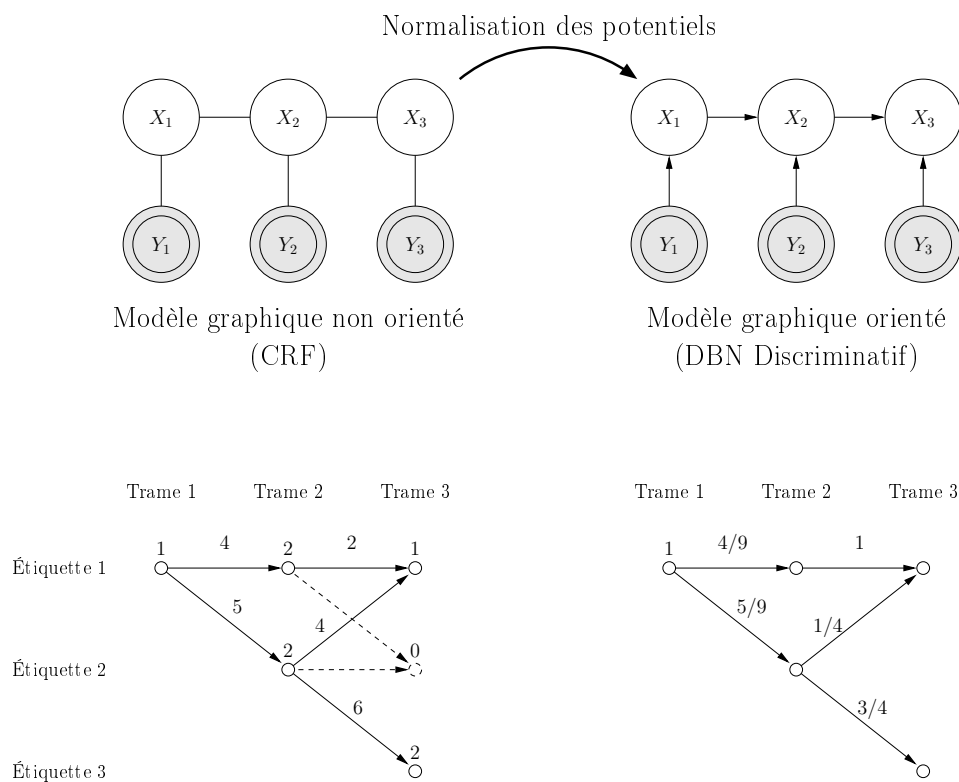 Normalisation des potentiels
X1 X2 X3 X1 X2 X3
Y1 Y2 Y3 Y1 Y2 Y3
Modèle graphique non orienté
(CRF)
Modèle graphique orienté
(DBN Discriminatif)
Trame 1 Trame 2 Trame 3 Trame 1 Trame 2 Trame 3
1 4 2 2 1 1 4/9 1
Étiquette 1
5 4 5/9 1/4
2 0
Étiquette 2
6 3/4
2
Étiquette 3